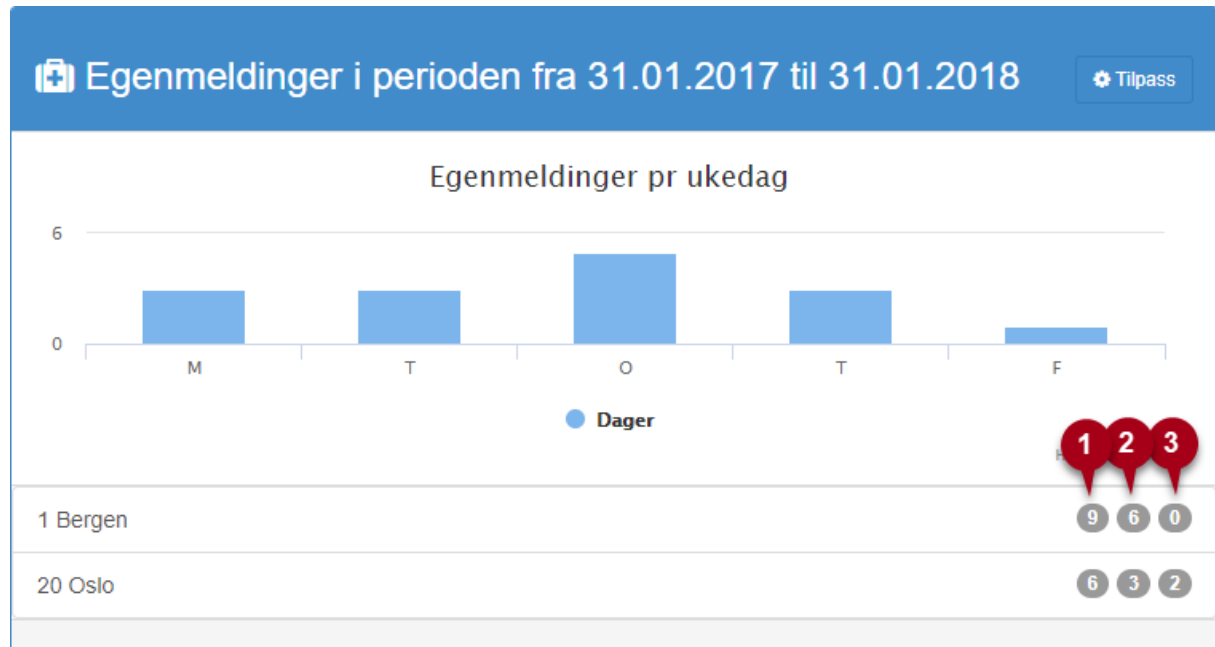 Egenmeldinger i perioden fra 31.01.2017 til 31.01.2018
Tilpass
Egenmeldinger pr ukedag
6
0
M T O T F
Dager
1 2 3
1 Bergen 9 6 0
20 Oslo 6 3 2